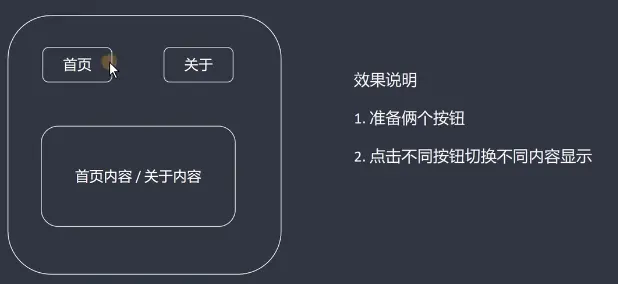 首页
关于
首页内容 / 关于内容
效果说明
1. 准备俩个按钮
2. 点击不同按钮切换不同内容显示